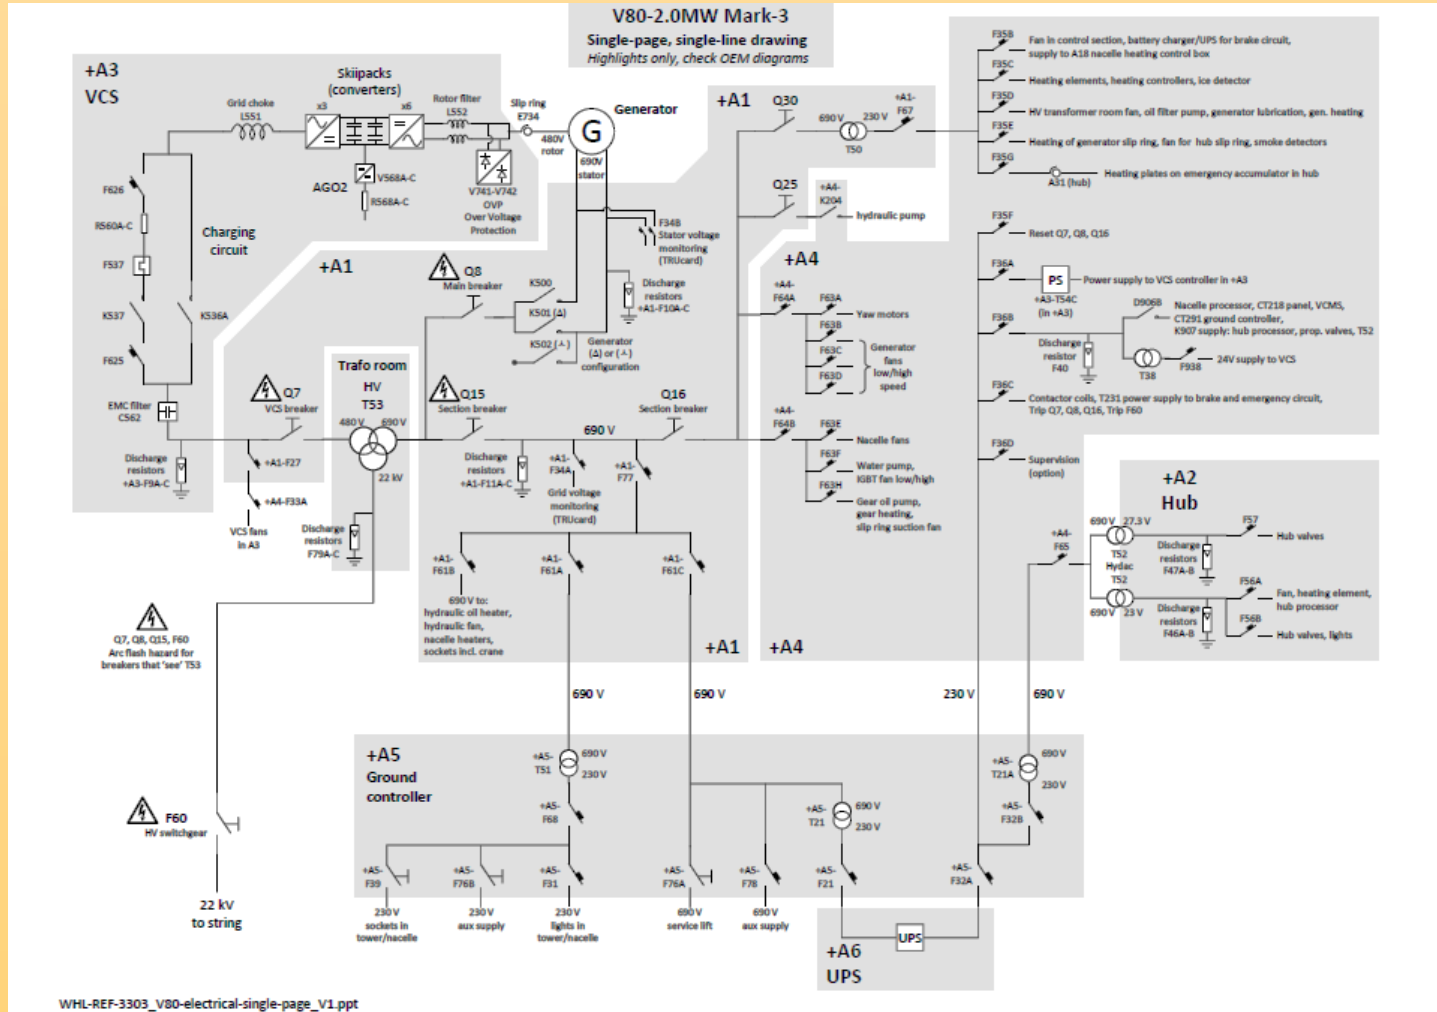 V80-2.0MW Mark-3
Single-page, single-line drawing
Highlights only, check OEM diagrams
+A3
VCS
Grid choke
L551
Skiipacks
(converters)
x3
x6
Rotor filter
L552
Slip ring
E734
Generator
G
480V
rotor
690V
stator
AGO2
V568A-C
R568A-C
V741-V742
OVP
Over Voltage
Protection
F626
R560A-C
F537
K537
F625
K536A
Charging
circuit
EMC filter
C562
Discharge
resistors
+A3-F9A-C
+A1
Q7
VCS breaker
+A1-F27
+A4-F33A
VCS fans
in A3
Trafo room
HV
T53
480 V
690 V
22 kV
Discharge
resistors
F79A-C
Q8
Main breaker
K500
K501 (Δ)
K502 (⅄)
Generator
(Δ) or (⅄)
configuration
F34B
Stator voltage
monitoring
(TRUcard)
Discharge
resistors
+A1-F10A-C
Q15
Section breaker
690 V
Q16
Section breaker
Discharge
resistors
+A1-F11A-C
+A1-
F34A
Grid voltage
monitoring
(TRUcard)
+A1-
F77
+A1-
F61B
+A1-
F61A
+A1-
F61C
690 V to:
hydraulic oil heater,
hydraulic fan,
nacelle heaters,
sockets incl. crane
+A1
+A1
Q30
690 V
230 V
T50
+A1-
F67
Q25
+A4-
K204
hydraulic pump
+A4
+A4-
F64A
F63A
Yaw motors
F63B
F63C
F63D
Generator
fans
low/high
speed
+A4-
F64B
F63E
Nacelle fans
F63F
Water pump,
IGBT fan low/high
F63H
Gear oil pump,
gear heating,
slip ring suction fan
+A4
F35B
Fan in control section, battery charger/UPS for brake circuit,
supply to A18 nacelle heating control box
F35C
Heating elements, heating controllers, ice detector
F35D
HV transformer room fan, oil filter pump, generator lubrication, gen. heating
F35E
Heating of generator slip ring, fan for hub slip ring, smoke detectors
F35G
A31 (hub)
Heating plates on emergency accumulator in hub
F35F
Reset Q7, Q8, Q16
F36A
PS
Power supply to VCS controller in +A3
+A3-T54C
(in +A3)
F36B
D906B
Nacelle processor, CT218 panel, VCMS,
CT291 ground controller,
K907 supply: hub processor, prop. valves, T52
Discharge
resistor
F40
T38
F938
24V supply to VCS
F36C
Contactor coils, T231 power supply to brake and emergency circuit,
Trip Q7, Q8, Q16, Trip F60
F36D
Supervision
(option)
+A2
Hub
+A4-
F65
690 V
27.3 V
T52
Hydac
T52
690 V
23 V
F57
Hub valves
Discharge
resistors
F47A-B
F56A
Fan, heating element,
hub processor
Discharge
resistors
F46A-B
F56B
Hub valves, lights
Q7, Q8, Q15, F60
Arc flash hazard for
breakers that 'see' T53
690 V
690 V
230 V
690 V
F60
HV switchgear
22 kV
to string
+A5
Ground
controller
+A5-
T51
690 V
230 V
+A5-
F68
+A5-
F39
+A5-
F76B
+A5-
F31
+A5-
F76A
+A5-
F78
+A5-
T21
690 V
230 V
+A5-
F21
+A5-
T21A
690 V
230 V
+A5-
F32B
+A5-
F32A
230 V
sockets in
tower/nacelle
230 V
aux supply
230 V
lights in
tower/nacelle
690 V
service lift
690 V
aux supply
UPS
+A6
UPS
WHL-REF-3303_V80-electrical-single-page_V1.ppt